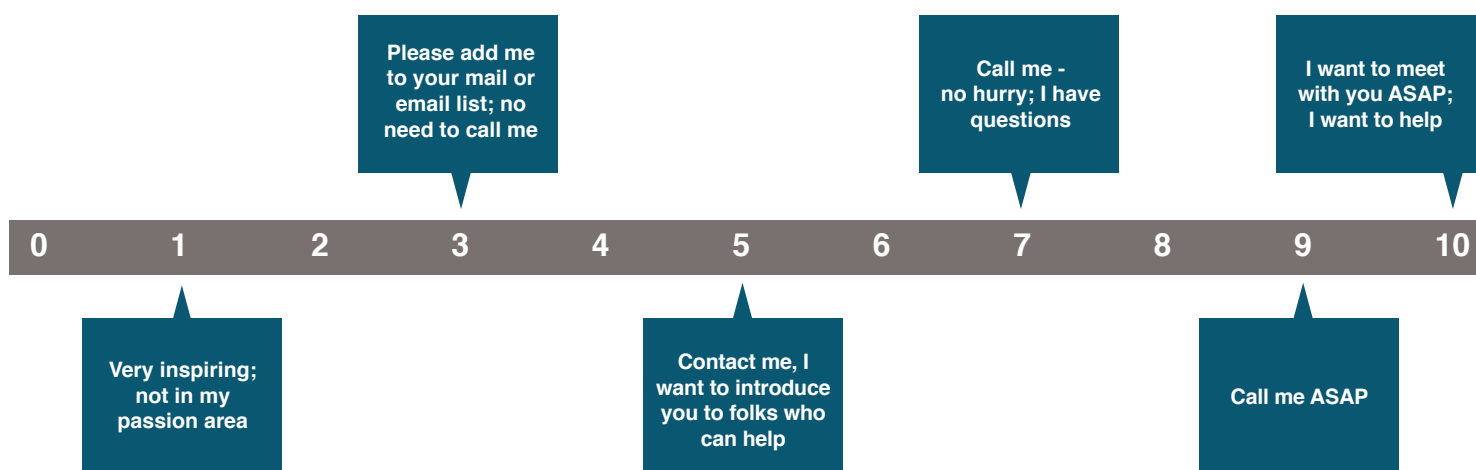 Please add me
to your mail or
email list; no
need to call me
Call me -
no hurry; I have
questions
I want to meet
with you ASAP;
I want to help
0 1 2 3 4 5 6 7 8 9 10
Very inspiring;
not in my
passion area
Contact me, I
want to introduce
you to folks who
can help
Call me ASAP